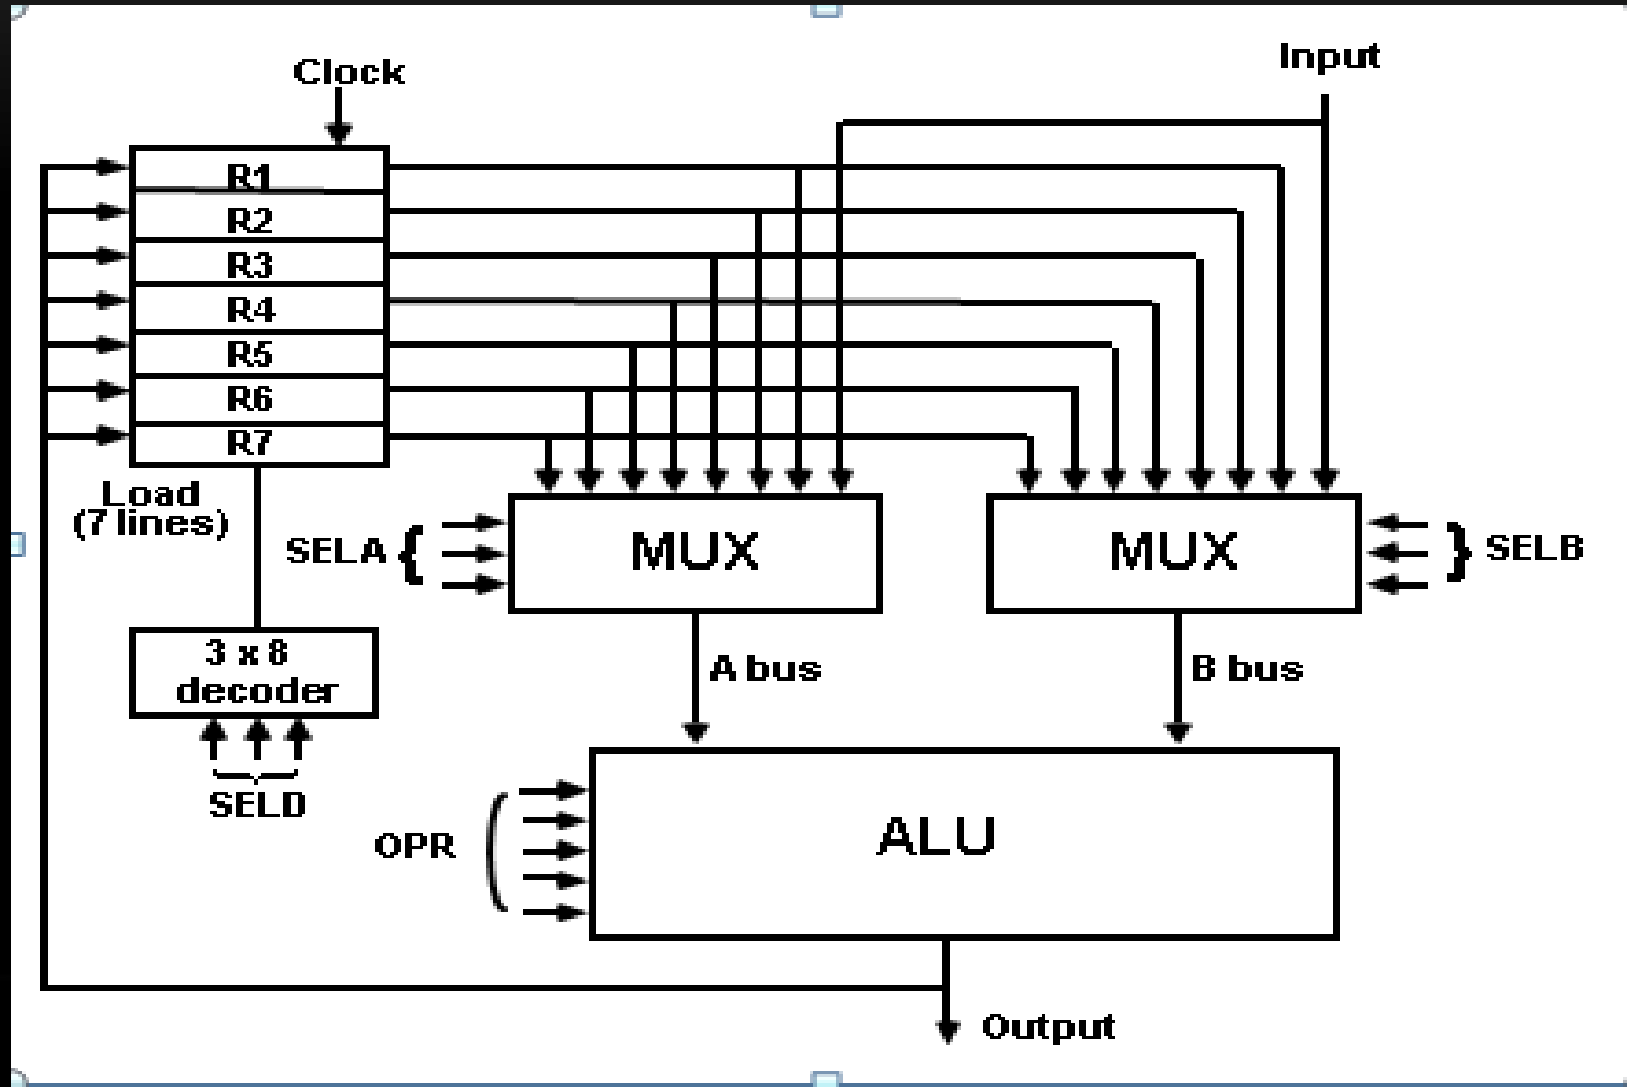 Clock
Input
R1
R2
R3
R4
R5
R6
R7
Load
(7 lines)
SELA {
MUX
MUX
} SELB
3 x 8
decoder
A bus
B bus
SELD
OPR
ALU
Output